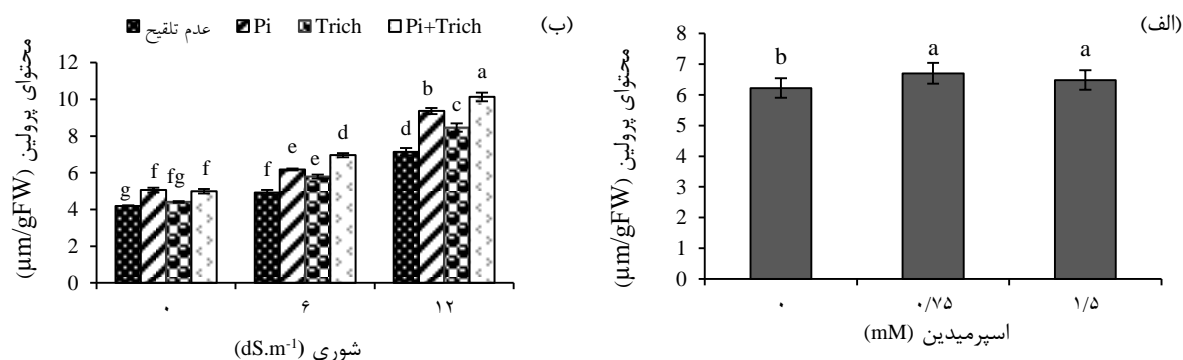 (الف)
محتوای پرولین (µm/gFW)
8
7
6
5
4
3
2
1
0
b a a
۰ ۰/۷۵ ۱/۵
اسپرمیدین (mM)
(ب)
عدم تلقیح Pi Trich Pi+Trich
محتوای پرولین (µm/gFW)
12
10
8
6
4
2
0
g f fg f f e e d d b c a
۰ ۶ ۱۲
شوری (dS.m⁻¹)